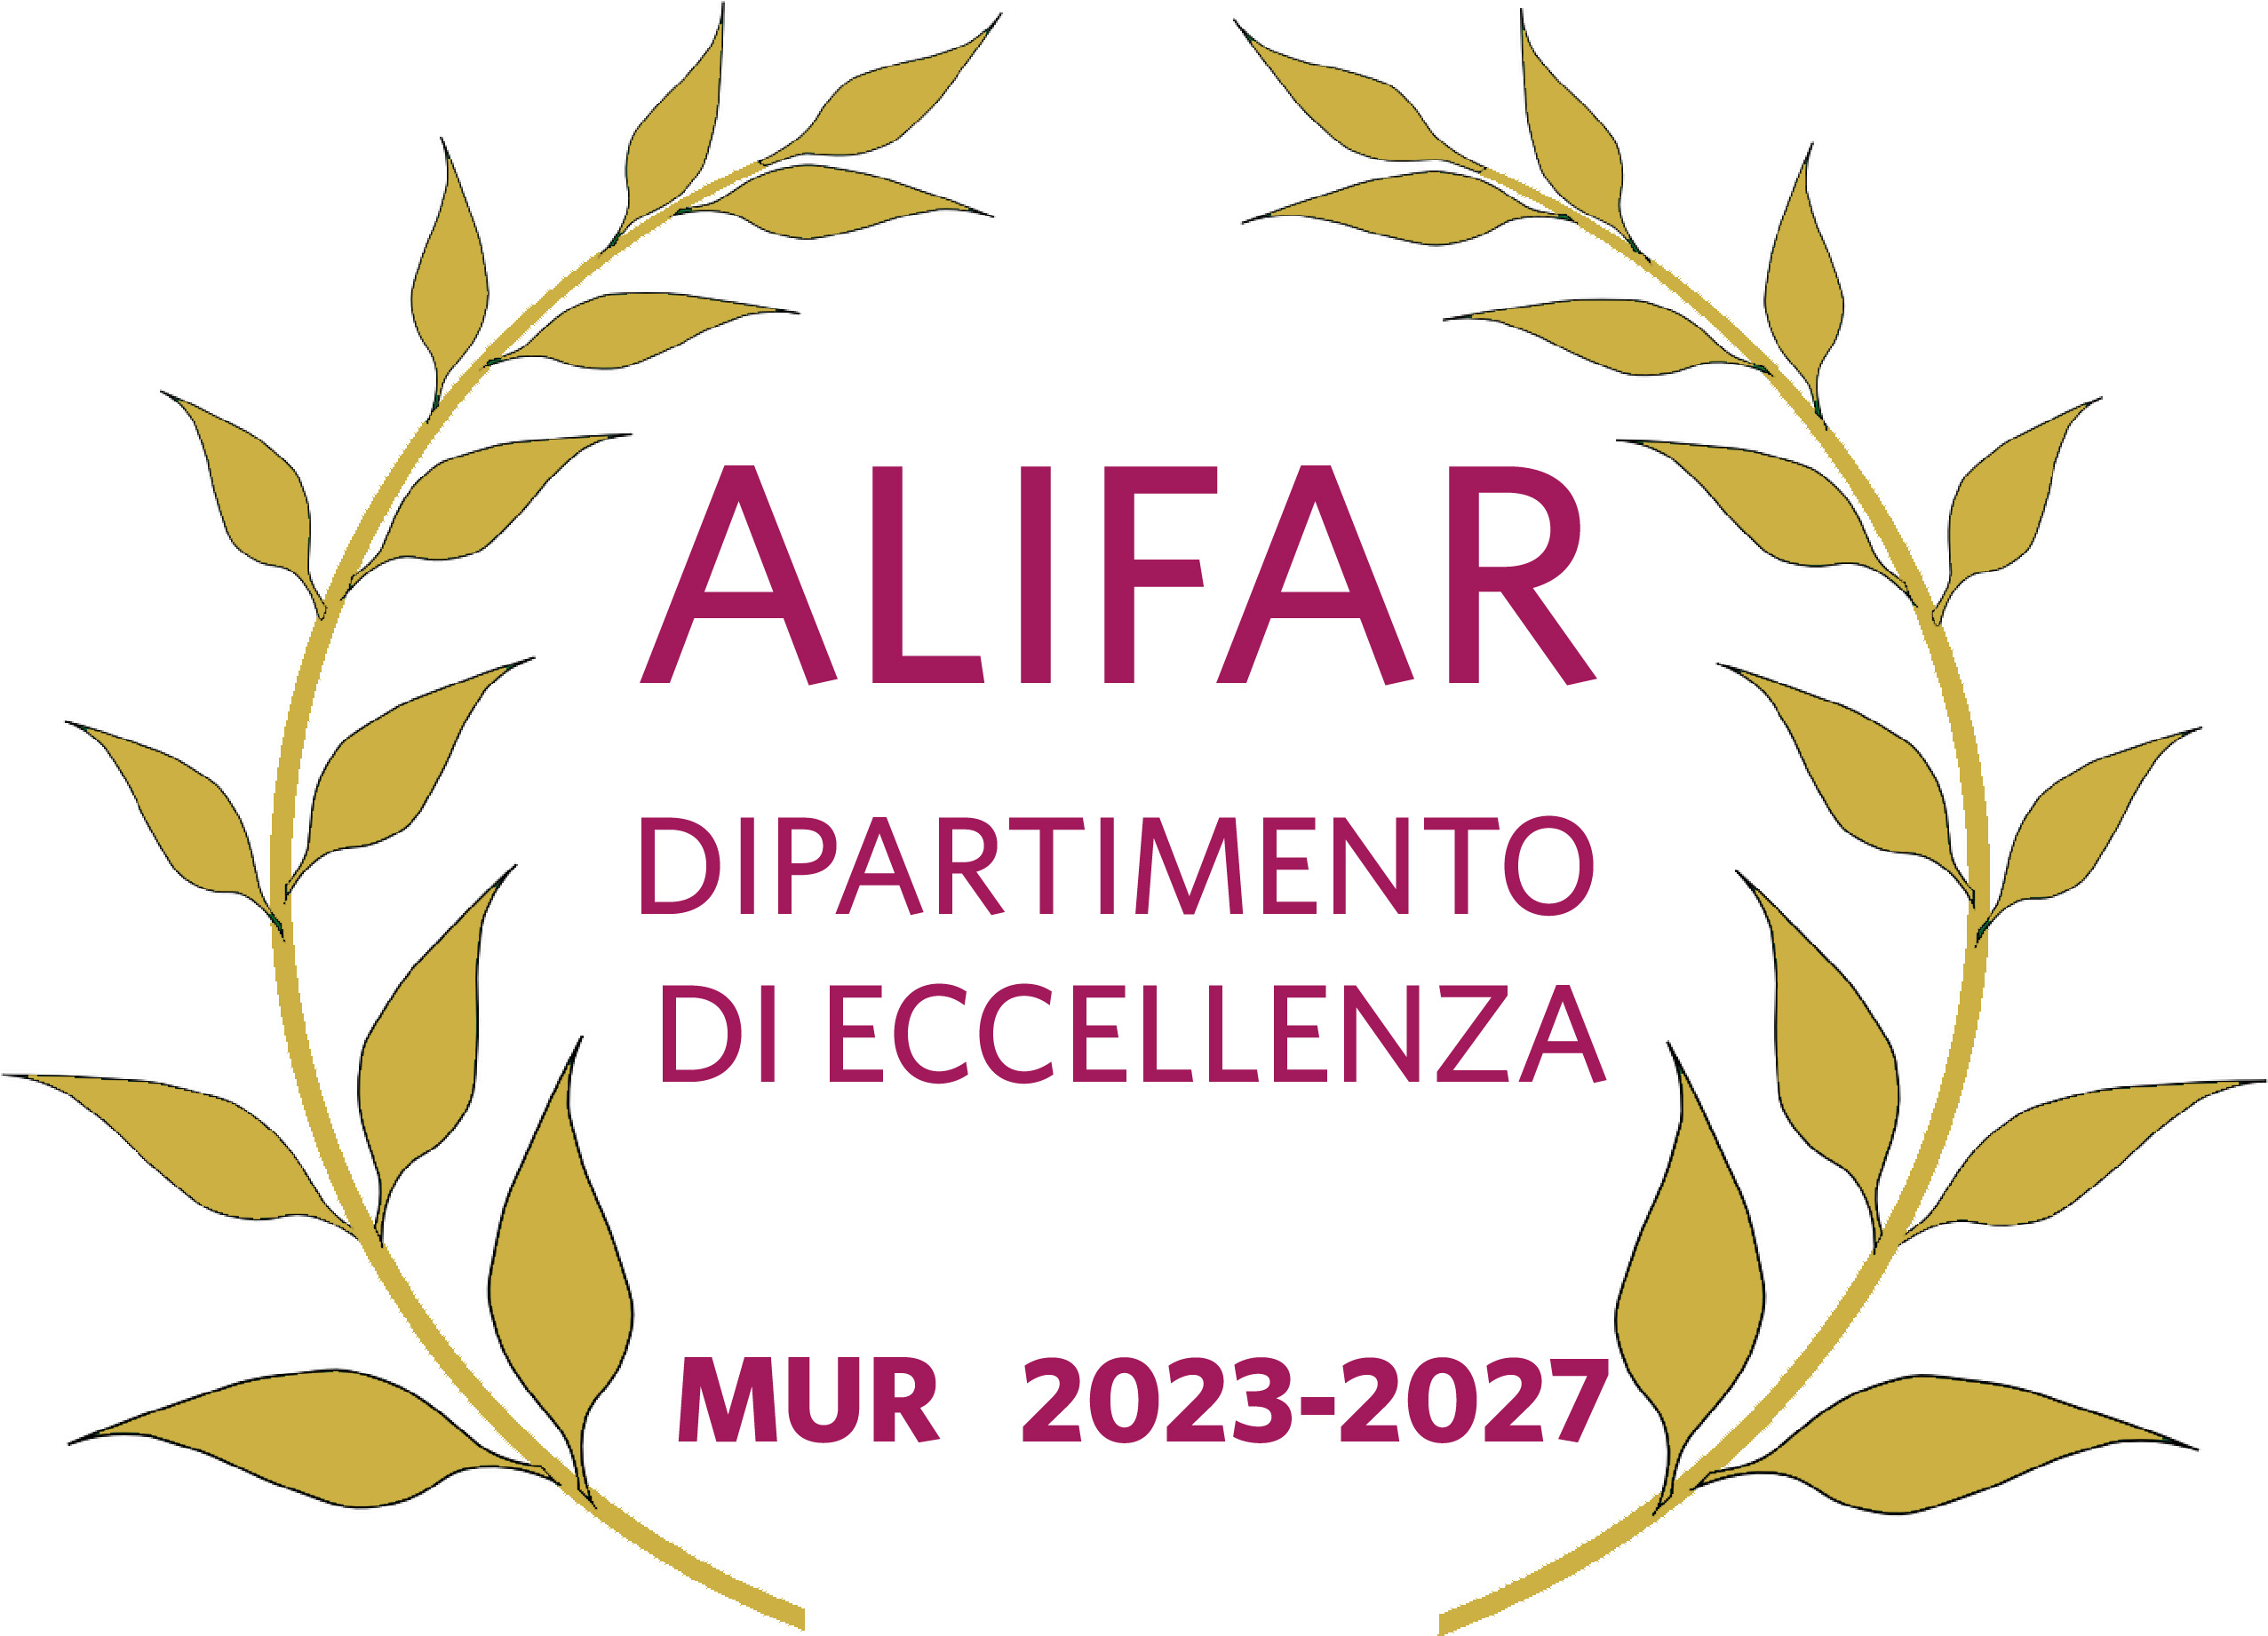 ALIFAR
DIPARTIMENTO
DI ECCELLENZA
MUR 2023-2027